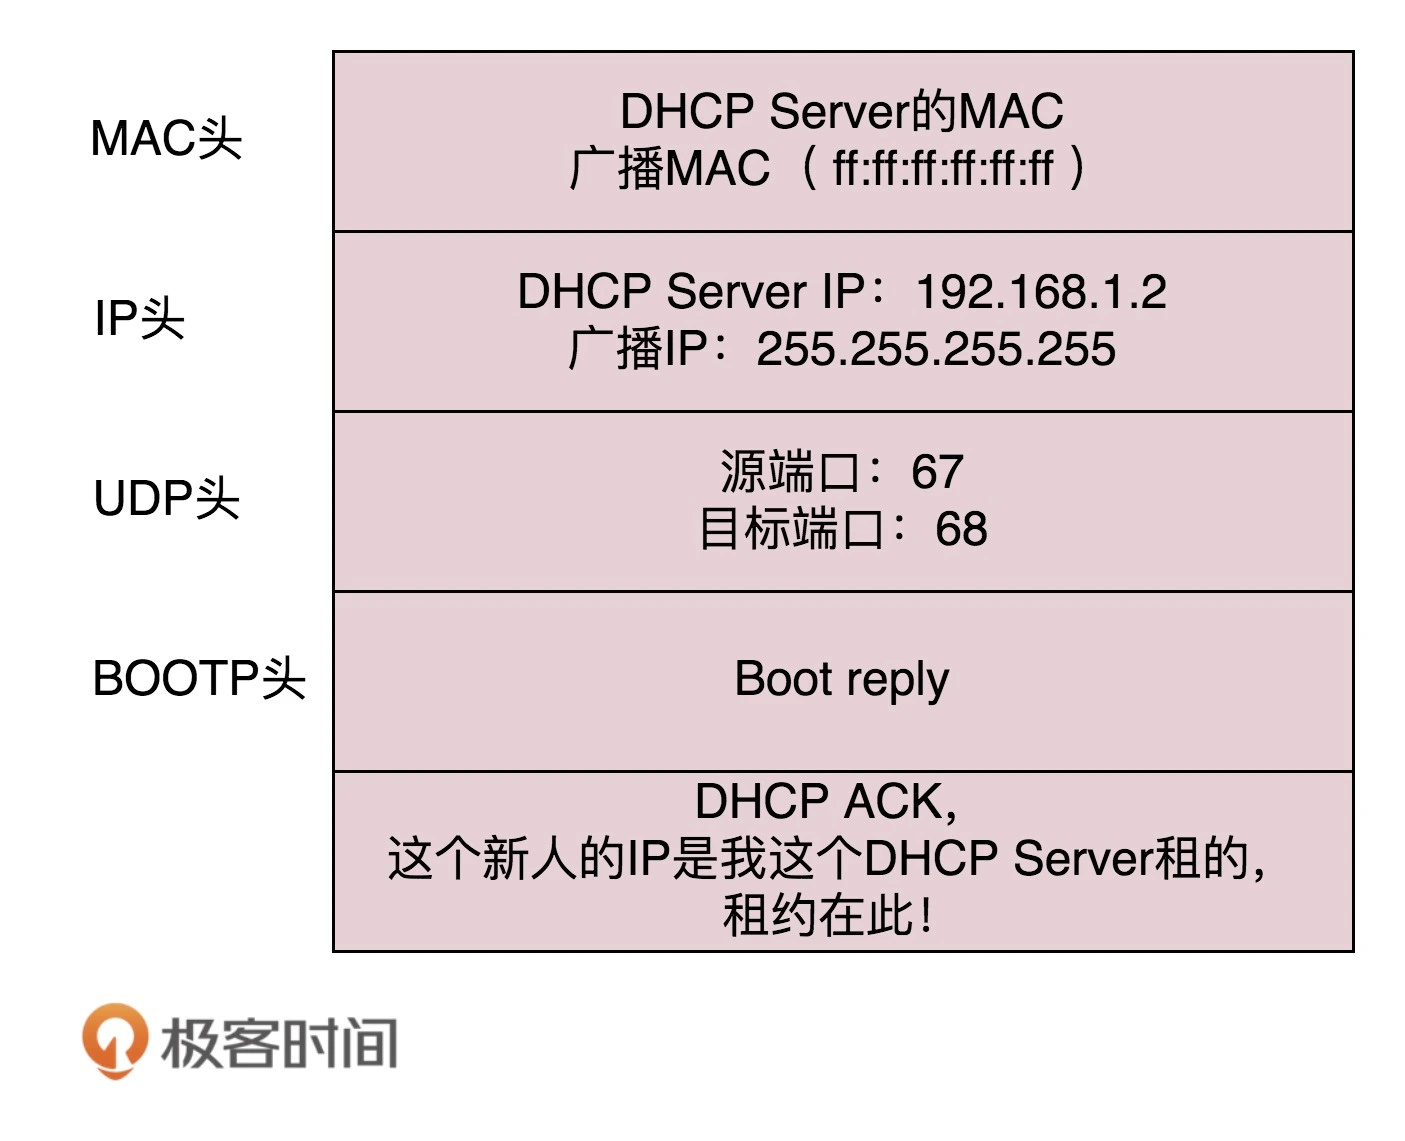 MAC头
DHCP Server的MAC
广播MAC（ff:ff:ff:ff:ff:ff）
IP头
DHCP Server IP：192.168.1.2
广播IP：255.255.255.255
UDP头
源端口：67
目标端口：68
BOOTP头
Boot reply
DHCP ACK，
这个新人的IP是我这个DHCP Server租的，
租约在此！
极客时间